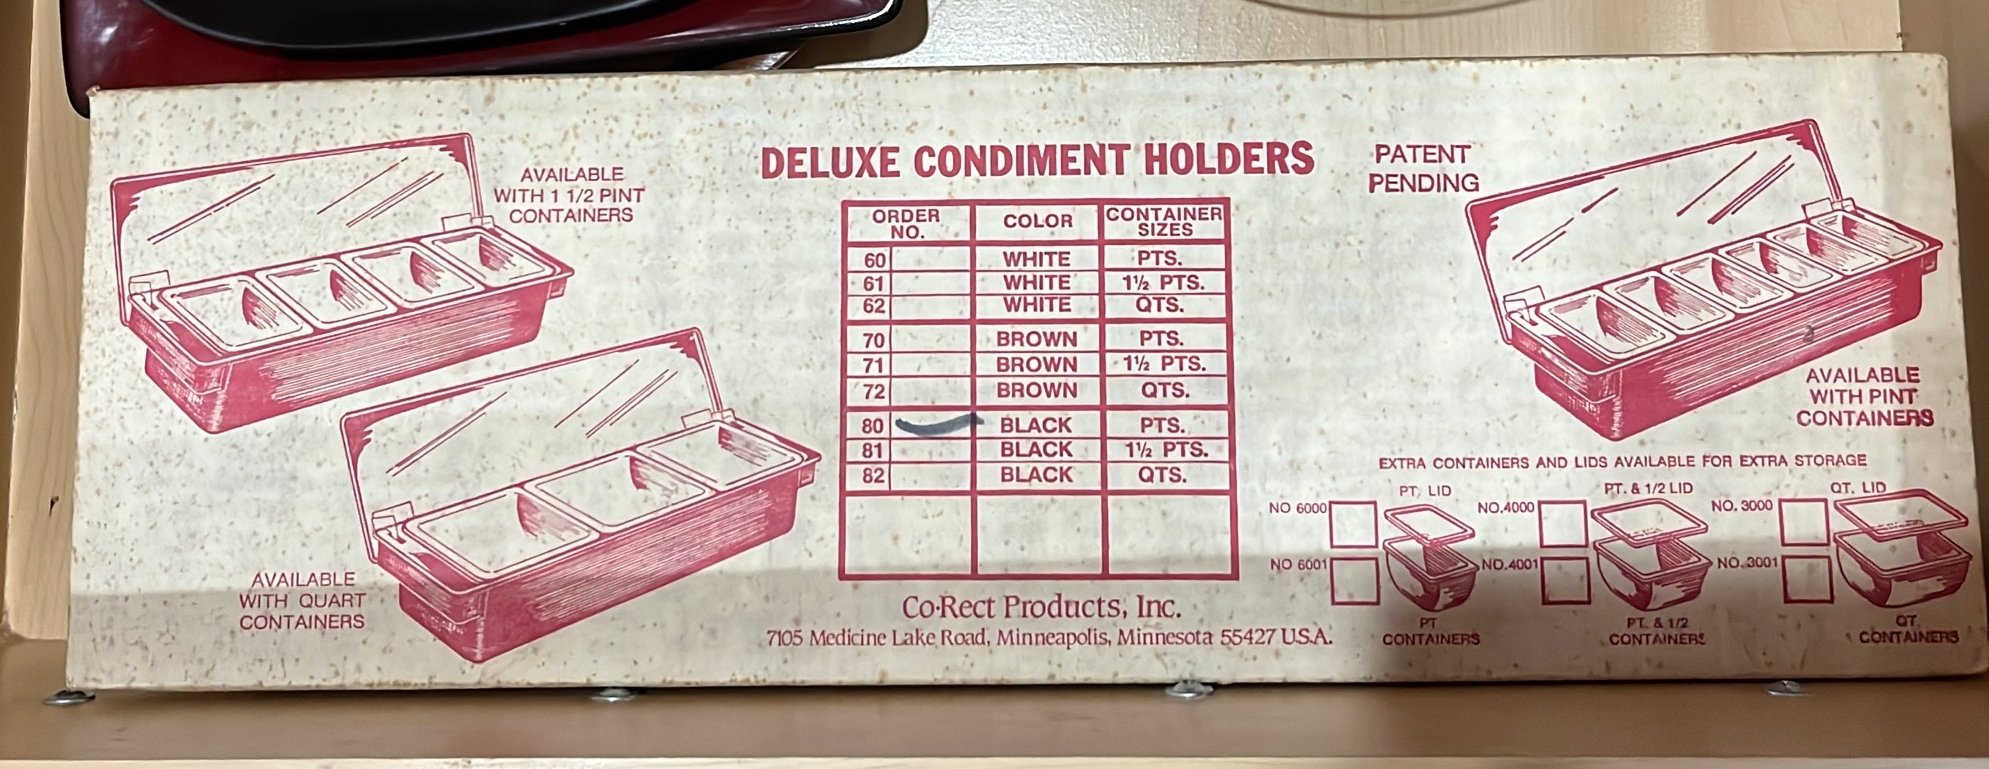 AVAILABLE
WITH 1 1/2 PINT
CONTAINERS
DELUXE CONDIMENT HOLDERS
PATENT
PENDING
ORDER NO. COLOR CONTAINER SIZES
60 WHITE PTS.
61 WHITE 1½ PTS.
62 WHITE QTS.
70 BROWN PTS.
71 BROWN 1½ PTS.
72 BROWN QTS.
80 BLACK PTS.
81 BLACK 1½ PTS.
82 BLACK QTS.
AVAILABLE
WITH QUART
CONTAINERS
Co·Rect Products, Inc.
7105 Medicine Lake Road, Minneapolis, Minnesota 55427 U.S.A.
AVAILABLE
WITH PINT
CONTAINERS
EXTRA CONTAINERS AND LIDS AVAILABLE FOR EXTRA STORAGE
NO 6000 PT. LID
NO 6001 PT
CONTAINERS
NO.4000 PT. & 1/2 LID
NO.4001 PT. & 1/2
CONTAINERS
NO. 3000 QT. LID
NO. 3001 QT.
CONTAINERS